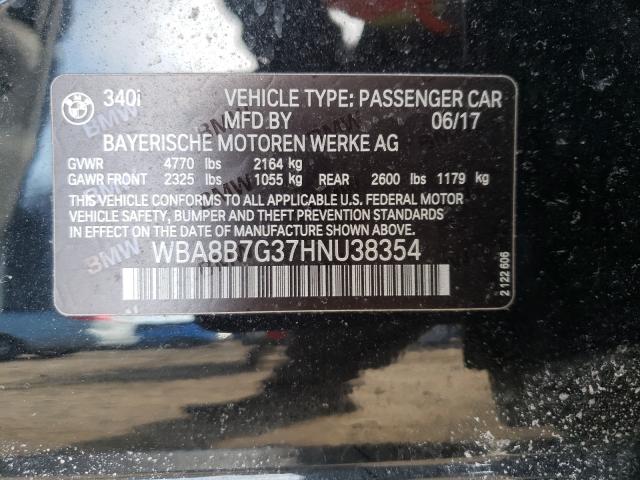 340i VEHICLE TYPE: PASSENGER CAR
MFD BY 06/17
BAYERISCHE MOTOREN WERKE AG
GVWR 4770 lbs 2164 kg
GAWR FRONT 2325 lbs 1055 kg REAR 2600 lbs 1179 kg
THIS VEHICLE CONFORMS TO ALL APPLICABLE U.S. FEDERAL MOTOR
VEHICLE SAFETY, BUMPER AND THEFT PREVENTION STANDARDS IN
EFFECT ON THE DATE OF MANUFACTURE SHOWN ABOVE.
WBA8B7G37HNU38354
2 122 606